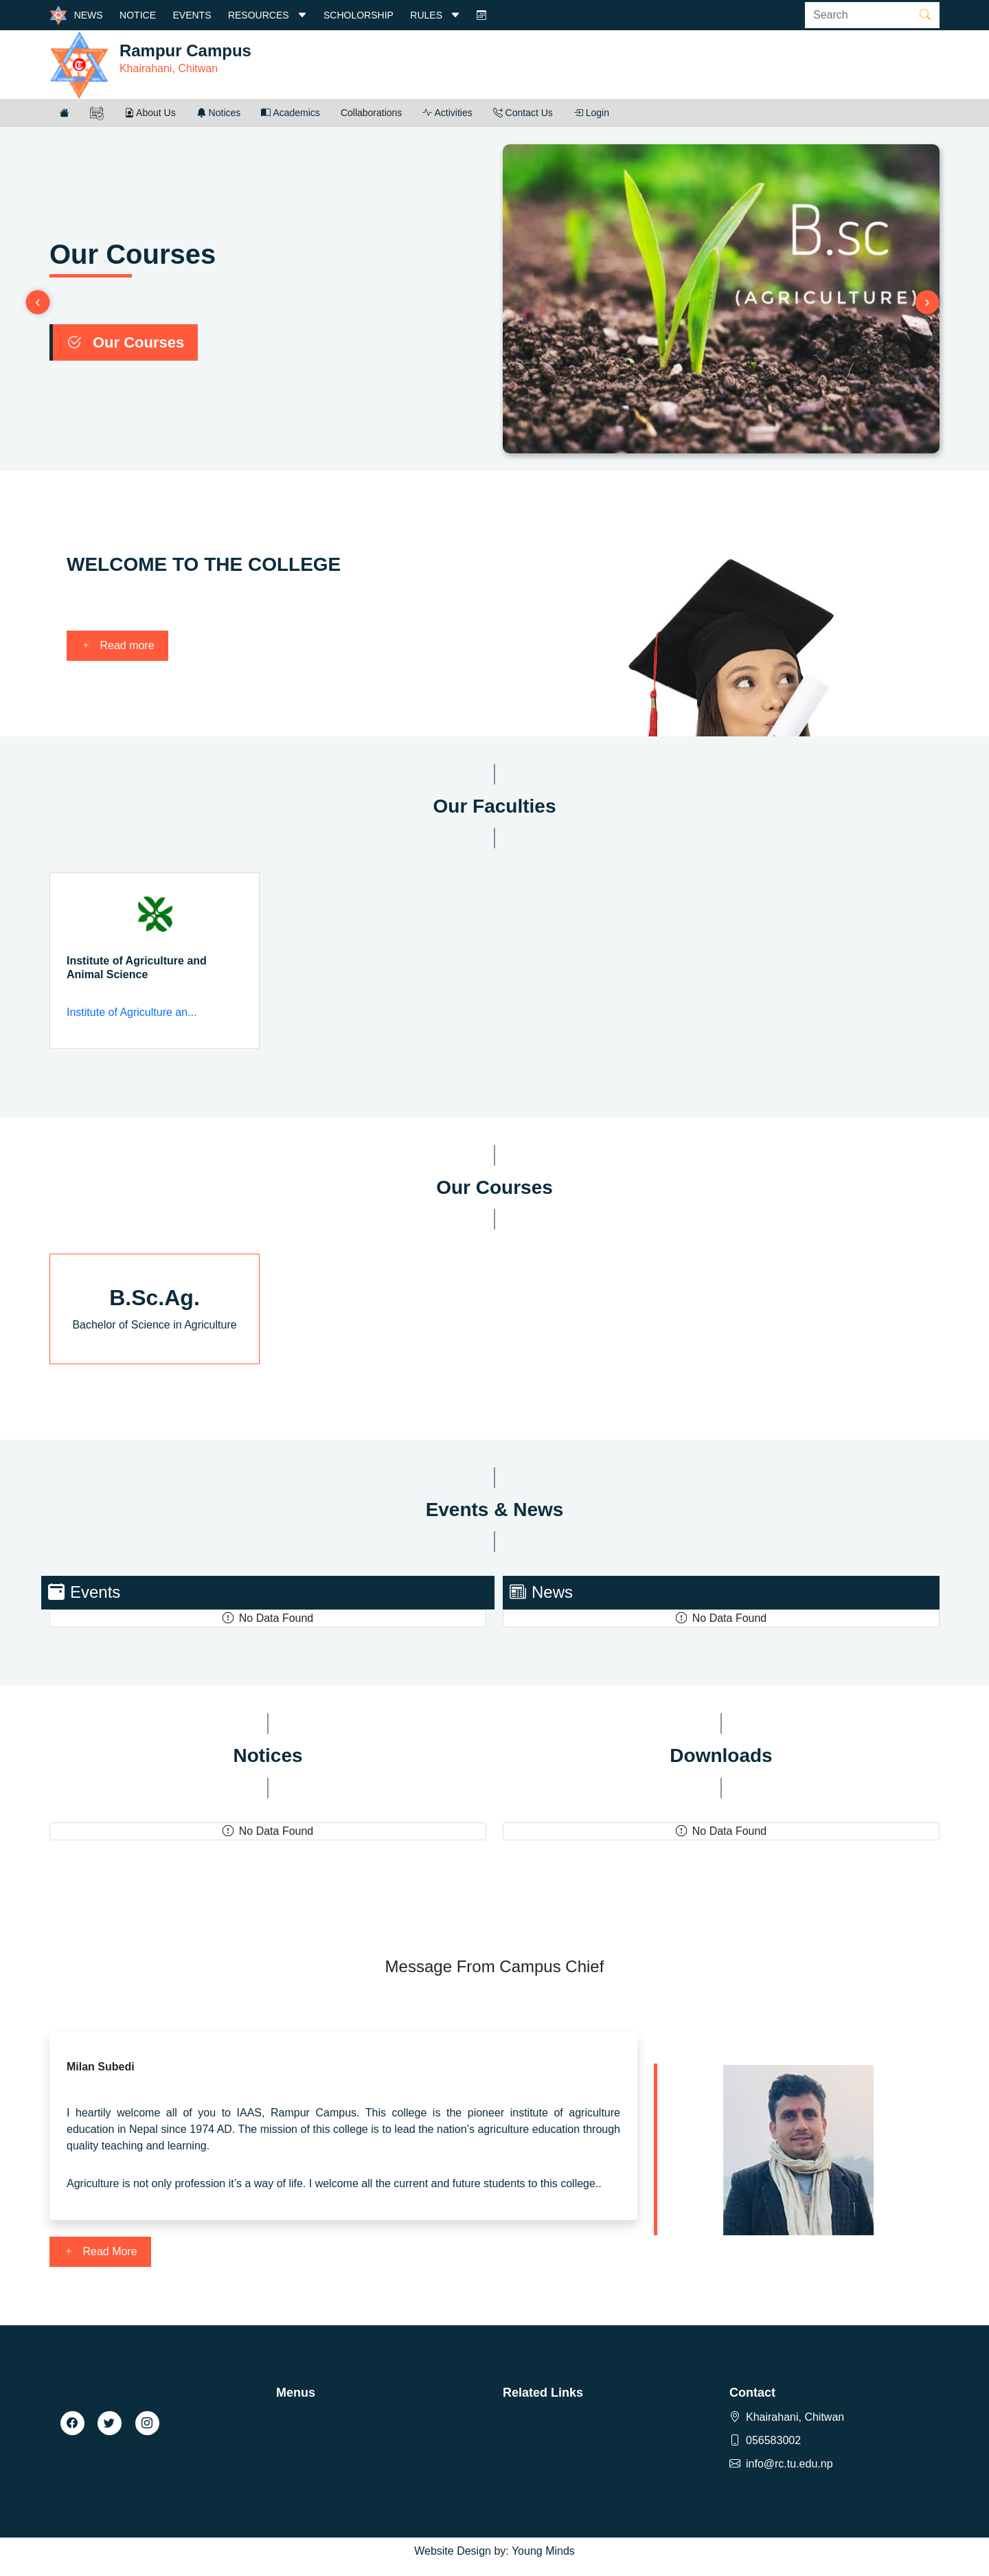 NEWS NOTICE EVENTS RESOURCES SCHOLORSHIP RULES Search
Rampur Campus
Khairahani, Chitwan
About Us Notices Academics Collaborations Activities Contact Us Login
Our Courses
Our Courses
B.sc
(AGRICULTURE)
WELCOME TO THE COLLEGE
Read more
Our Faculties
Institute of Agriculture and
Animal Science
Institute of Agriculture an...
Our Courses
B.Sc.Ag.
Bachelor of Science in Agriculture
Events & News
Events
No Data Found
News
No Data Found
Notices
No Data Found
Downloads
No Data Found
Message From Campus Chief
Milan Subedi
I heartily welcome all of you to IAAS, Rampur Campus. This college is the pioneer institute of agriculture
education in Nepal since 1974 AD. The mission of this college is to lead the nation's agriculture education through
quality teaching and learning.
Agriculture is not only profession it's a way of life. I welcome all the current and future students to this college..
Read More
Menus
Related Links
Contact
Khairahani, Chitwan
056583002
info@rc.tu.edu.np
Website Design by: Young Minds